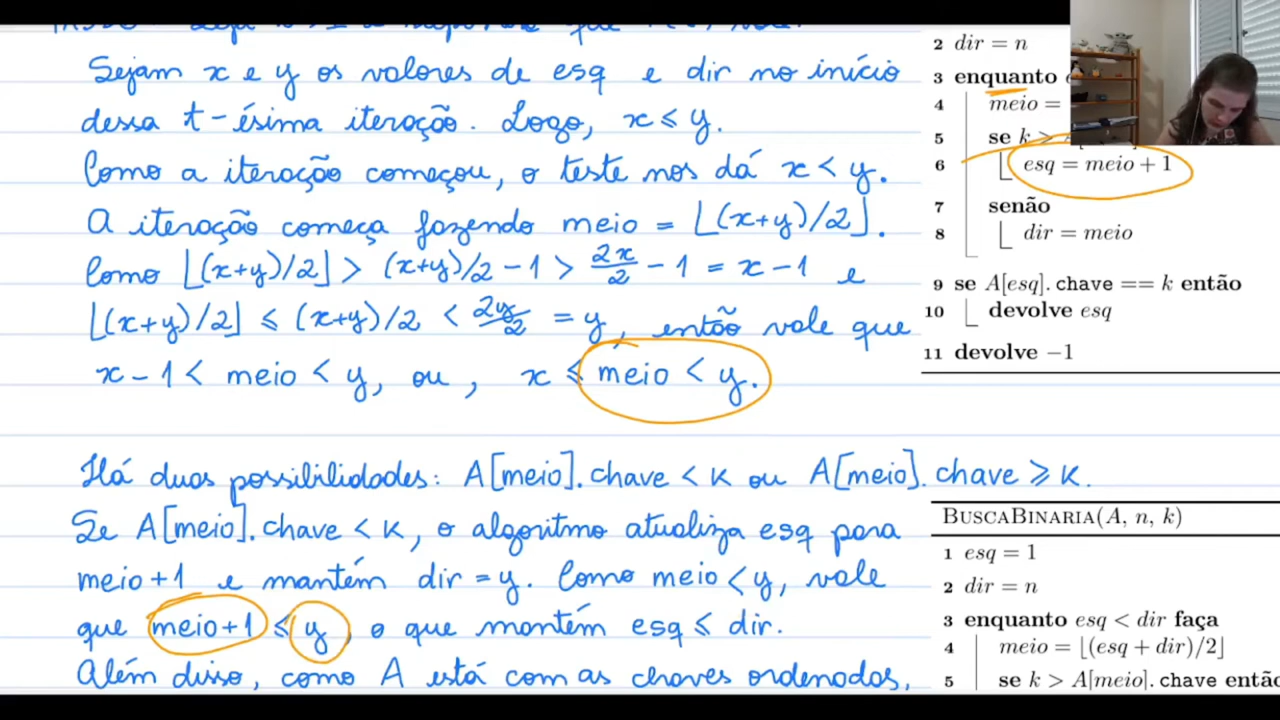 Sejam x e y os valores de esq e dir no início
dessa t-ésima iteração. Logo, x ≤ y.
Como a iteração começou, o teste nos dá x < y.
A iteração começa fazendo meio = ⌊(x+y)/2⌋.
Como ⌊(x+y)/2⌋ > (x+y)/2 - 1 > 2x/2 - 1 = x - 1 e
⌊(x+y)/2⌋ ≤ (x+y)/2 < 2y/2 = y, então vale que
x - 1 < meio < y, ou, x ≤ meio < y.
Há duas possibilidades: A[meio].chave < K ou A[meio].chave ≥ K.
Se A[meio].chave < K, o algoritmo atualiza esq para
meio+1 e mantém dir = y. Como meio < y, vale
que meio+1 ≤ y, o que mantém esq ≤ dir.
Além disso, como A está com as chaves ordenadas,
2 dir = n
3 enquanto
4 meio =
5 se k >
6 esq = meio + 1
7 senão
8 dir = meio
9 se A[esq].chave == k então
10 devolve esq
11 devolve −1
BUSCABINARIA(A, n, k)
1 esq = 1
2 dir = n
3 enquanto esq < dir faça
4 meio = ⌊(esq + dir)/2⌋
5 se k > A[meio].chave então